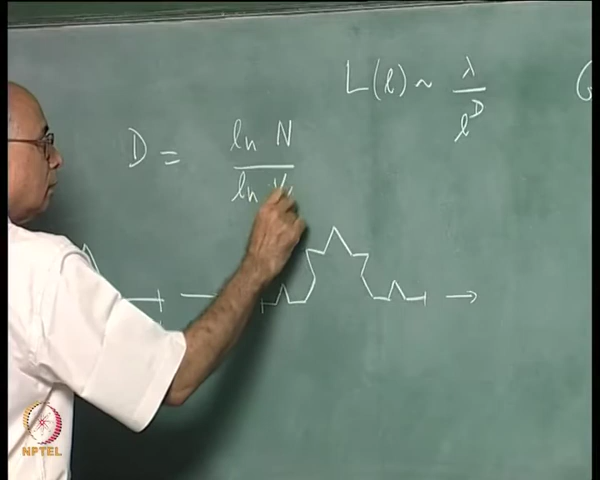 L(l) ~ λ / l^D
D = ln N / ln
NPTEL